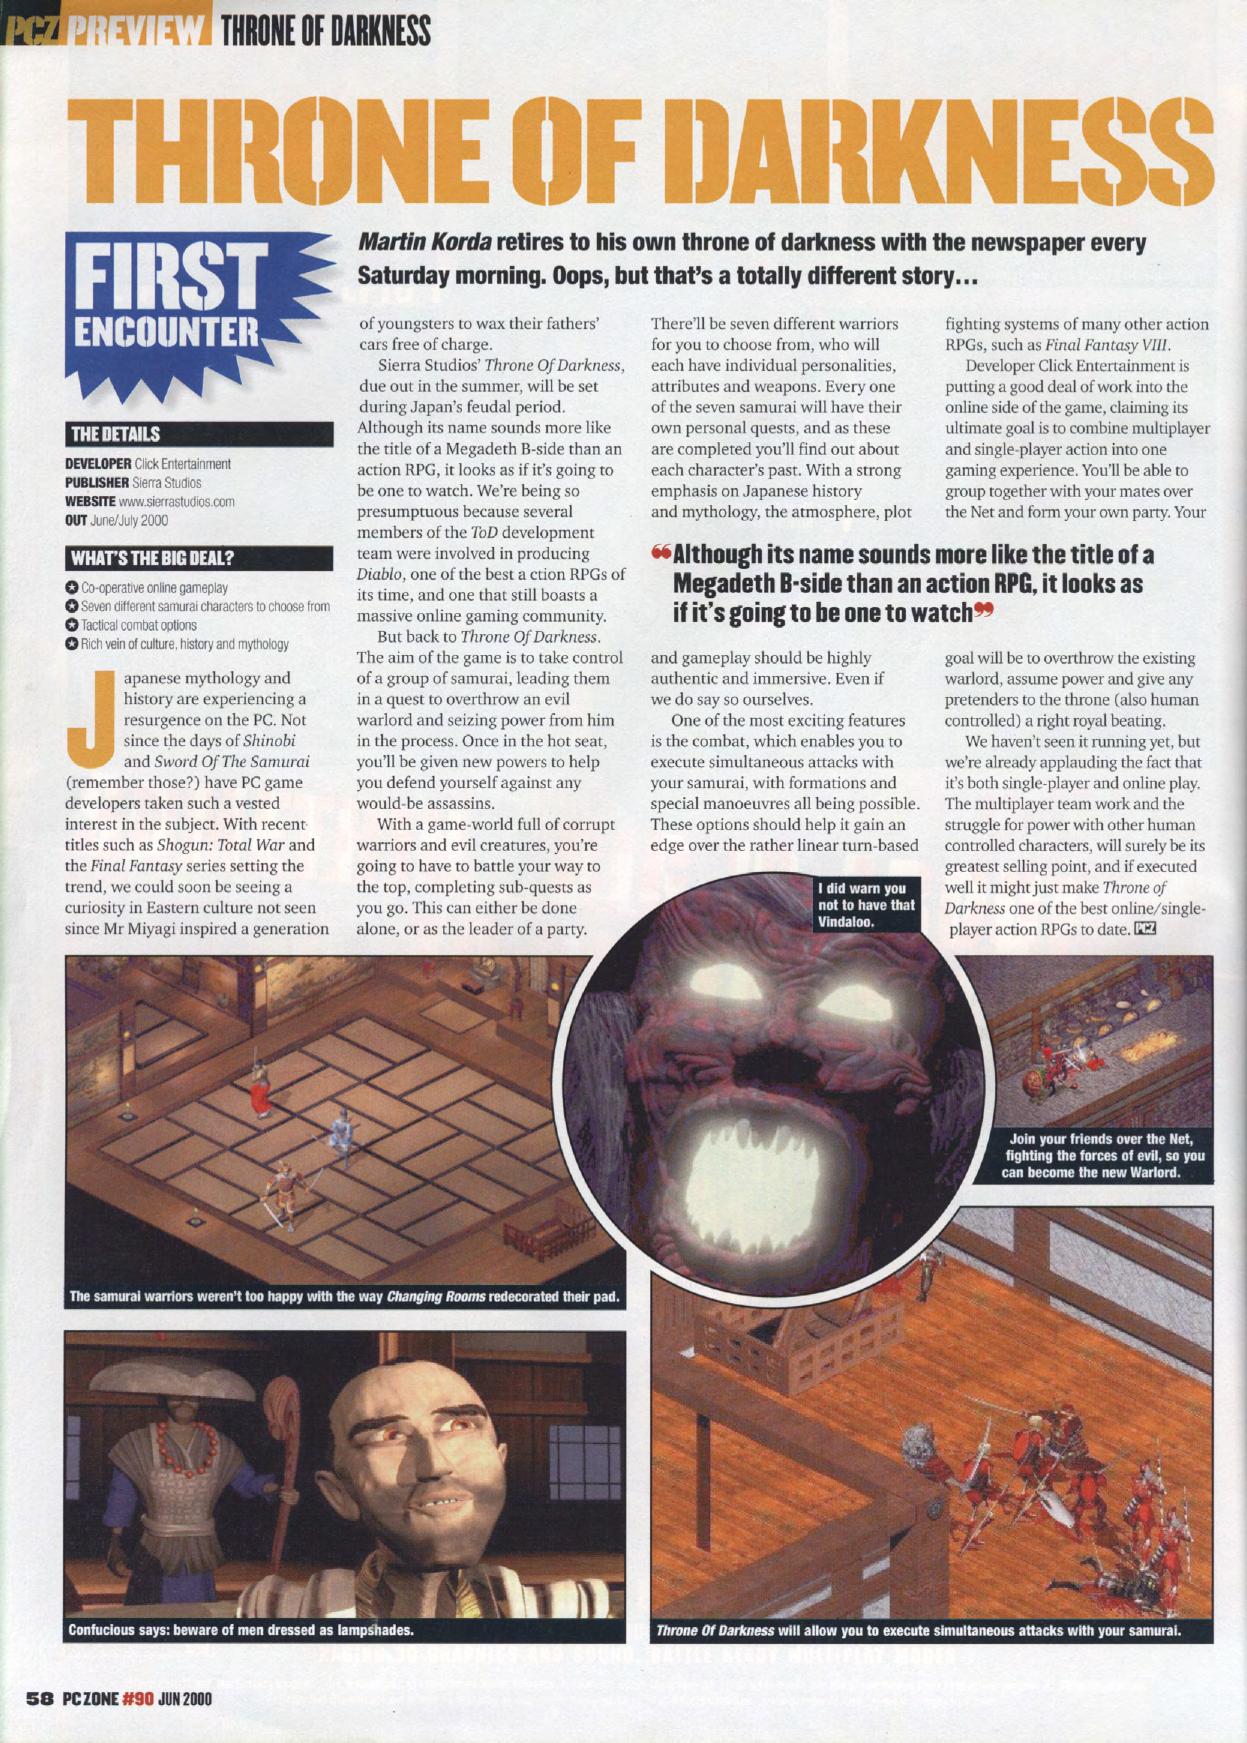 PCZ PREVIEW THRONE OF DARKNESS
THRONE OF DARKNESS
FIRST
ENCOUNTER
Martin Korda retires to his own throne of darkness with the newspaper every
Saturday morning. Oops, but that's a totally different story...
THE DETAILS
DEVELOPER Click Entertainment
PUBLISHER Sierra Studios
WEBSITE www.sierrastudios.com
OUT June/July 2000
WHAT'S THE BIG DEAL?
Co-operative online gameplay
Seven different samurai characters to choose from
Tactical combat options
Rich vein of culture, history and mythology
Japanese mythology and
history are experiencing a
resurgence on the PC. Not
since the days of Shinobi
and Sword Of The Samurai
(remember those?) have PC game
developers taken such a vested
interest in the subject. With recent
titles such as Shogun: Total War and
the Final Fantasy series setting the
trend, we could soon be seeing a
curiosity in Eastern culture not seen
since Mr Miyagi inspired a generation
of youngsters to wax their fathers'
cars free of charge.
Sierra Studios' Throne Of Darkness,
due out in the summer, will be set
during Japan's feudal period.
Although its name sounds more like
the title of a Megadeth B-side than an
action RPG, it looks as if it's going to
be one to watch. We're being so
presumptuous because several
members of the ToD development
team were involved in producing
Diablo, one of the best a ction RPGs of
its time, and one that still boasts a
massive online gaming community.
But back to Throne Of Darkness.
The aim of the game is to take control
of a group of samurai, leading them
in a quest to overthrow an evil
warlord and seizing power from him
in the process. Once in the hot seat,
you'll be given new powers to help
you defend yourself against any
would-be assassins.
With a game-world full of corrupt
warriors and evil creatures, you're
going to have to battle your way to
the top, completing sub-quests as
you go. This can either be done
alone, or as the leader of a party.
There'll be seven different warriors
for you to choose from, who will
each have individual personalities,
attributes and weapons. Every one
of the seven samurai will have their
own personal quests, and as these
are completed you'll find out about
each character's past. With a strong
emphasis on Japanese history
and mythology, the atmosphere, plot
and gameplay should be highly
authentic and immersive. Even if
we do say so ourselves.
One of the most exciting features
is the combat, which enables you to
execute simultaneous attacks with
your samurai, with formations and
special manoeuvres all being possible.
These options should help it gain an
edge over the rather linear turn-based
fighting systems of many other action
RPGs, such as Final Fantasy VIII.
Developer Click Entertainment is
putting a good deal of work into the
online side of the game, claiming its
ultimate goal is to combine multiplayer
and single-player action into one
gaming experience. You'll be able to
group together with your mates over
the Net and form your own party. Your
goal will be to overthrow the existing
warlord, assume power and give any
pretenders to the throne (also human
controlled) a right royal beating.
We haven't seen it running yet, but
we're already applauding the fact that
it's both single-player and online play.
The multiplayer team work and the
struggle for power with other human
controlled characters, will surely be its
greatest selling point, and if executed
well it might just make Throne of
Darkness one of the best online/single-
player action RPGs to date. PCZ
“Although its name sounds more like the title of a
Megadeth B-side than an action RPG, it looks as
if it's going to be one to watch”
I did warn you
not to have that
Vindaloo.
Join your friends over the Net,
fighting the forces of evil, so you
can become the new Warlord.
The samurai warriors weren't too happy with the way Changing Rooms redecorated their pad.
Confucious says: beware of men dressed as lampshades.
Throne Of Darkness will allow you to execute simultaneous attacks with your samurai.
58 PC ZONE #90 JUN 2000